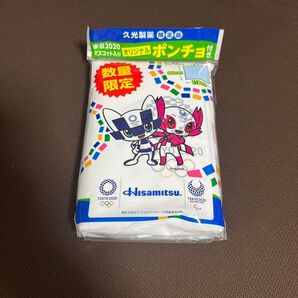 久光製薬 限定品
東京2020
マスコット入り オリジナル ポンチョ 付き
数量
限定
Hisamitsu.
TOKYO 2020
TOKYO 2020